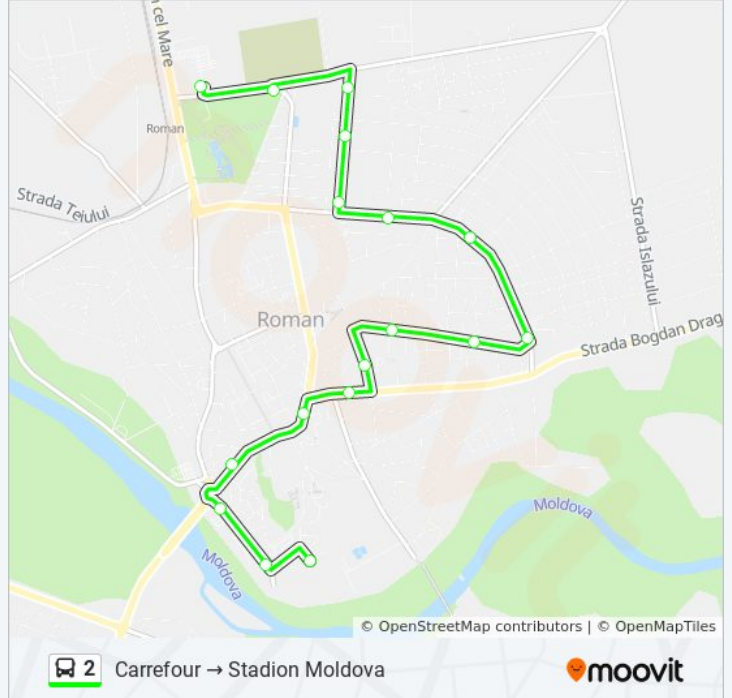 n cel Mare
Roman
Strada Teiului
Strada Islazului
Roman
Strada Bogdan Drag
Moldova
Moldova
© OpenStreetMap contributors | © OpenMapTiles
2 Carrefour → Stadion Moldova
moovit